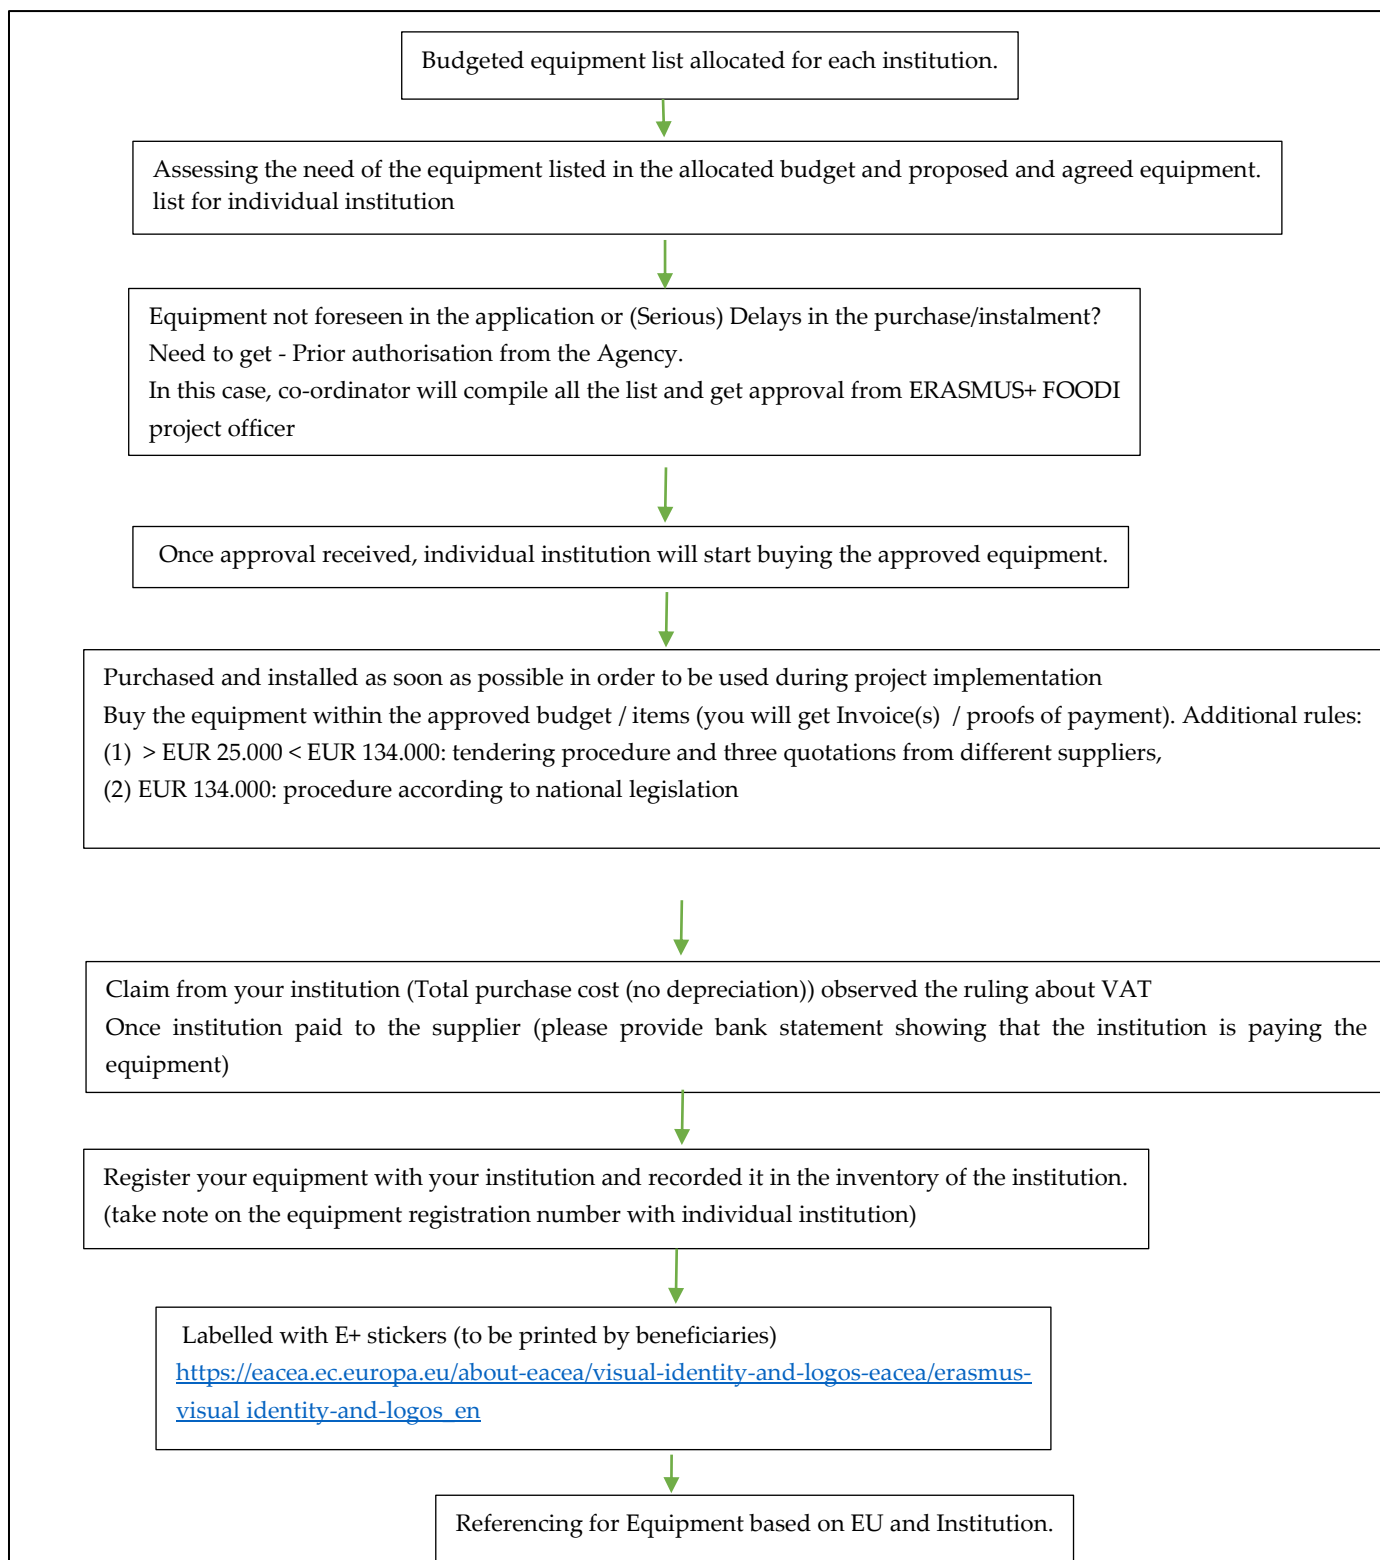 Budgeted equipment list allocated for each institution.
Assessing the need of the equipment listed in the allocated budget and proposed and agreed equipment.
list for individual institution
Equipment not foreseen in the application or (Serious) Delays in the purchase/instalment?
Need to get - Prior authorisation from the Agency.
In this case, co-ordinator will compile all the list and get approval from ERASMUS+ FOODI
project officer
Once approval received, individual institution will start buying the approved equipment.
Purchased and installed as soon as possible in order to be used during project implementation
Buy the equipment within the approved budget / items (you will get Invoice(s) / proofs of payment). Additional rules:
(1) > EUR 25.000 < EUR 134.000: tendering procedure and three quotations from different suppliers,
(2) EUR 134.000: procedure according to national legislation
Claim from your institution (Total purchase cost (no depreciation)) observed the ruling about VAT
Once institution paid to the supplier (please provide bank statement showing that the institution is paying the
equipment)
Register your equipment with your institution and recorded it in the inventory of the institution.
(take note on the equipment registration number with individual institution)
Labelled with E+ stickers (to be printed by beneficiaries)
https://eacea.ec.europa.eu/about-eacea/visual-identity-and-logos-eacea/erasmus-
visual identity-and-logos_en
Referencing for Equipment based on EU and Institution.